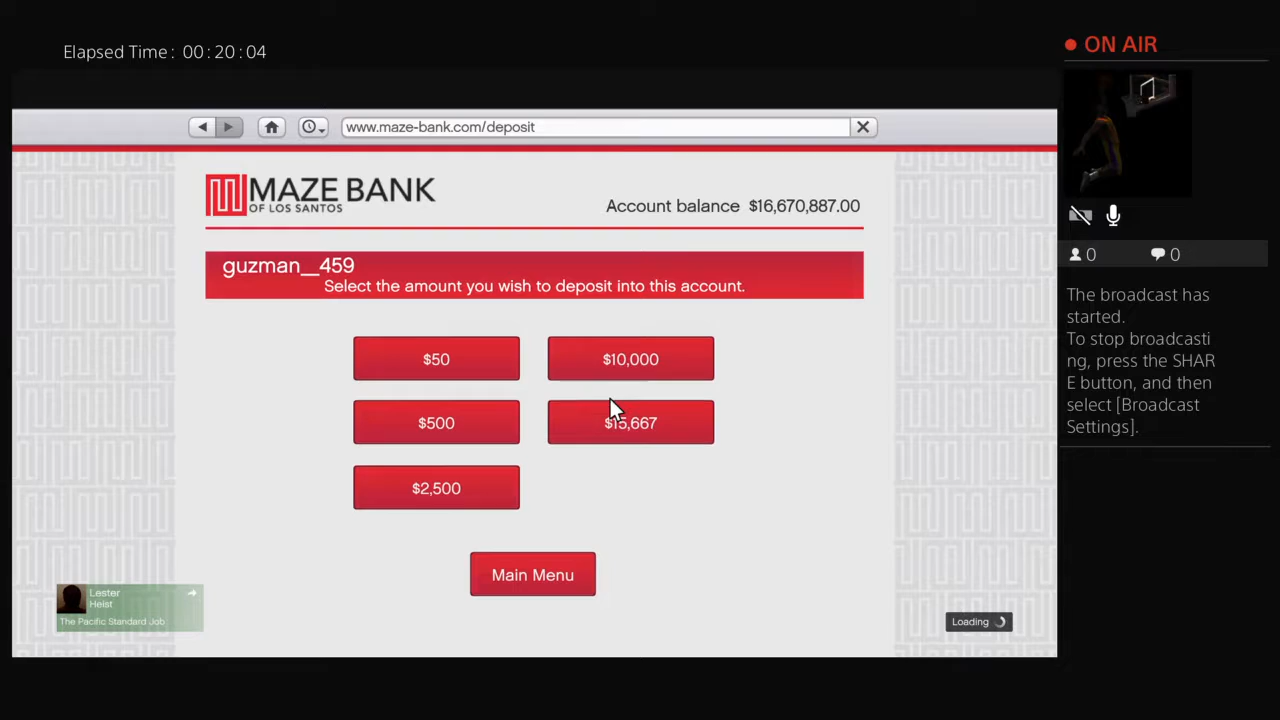 Elapsed Time: 00:20:04
ON AIR
www.maze-bank.com/deposit
MAZE BANK
OF LOS SANTOS
Account balance $16,670,887.00
guzman__459
Select the amount you wish to deposit into this account.
$50
$10,000
$500
$15,667
$2,500
Main Menu
Lester
Heist
The Pacific Standard Job
Loading
0
0
The broadcast has
started.
To stop broadcasti
ng, press the SHAR
E button, and then
select [Broadcast
Settings].